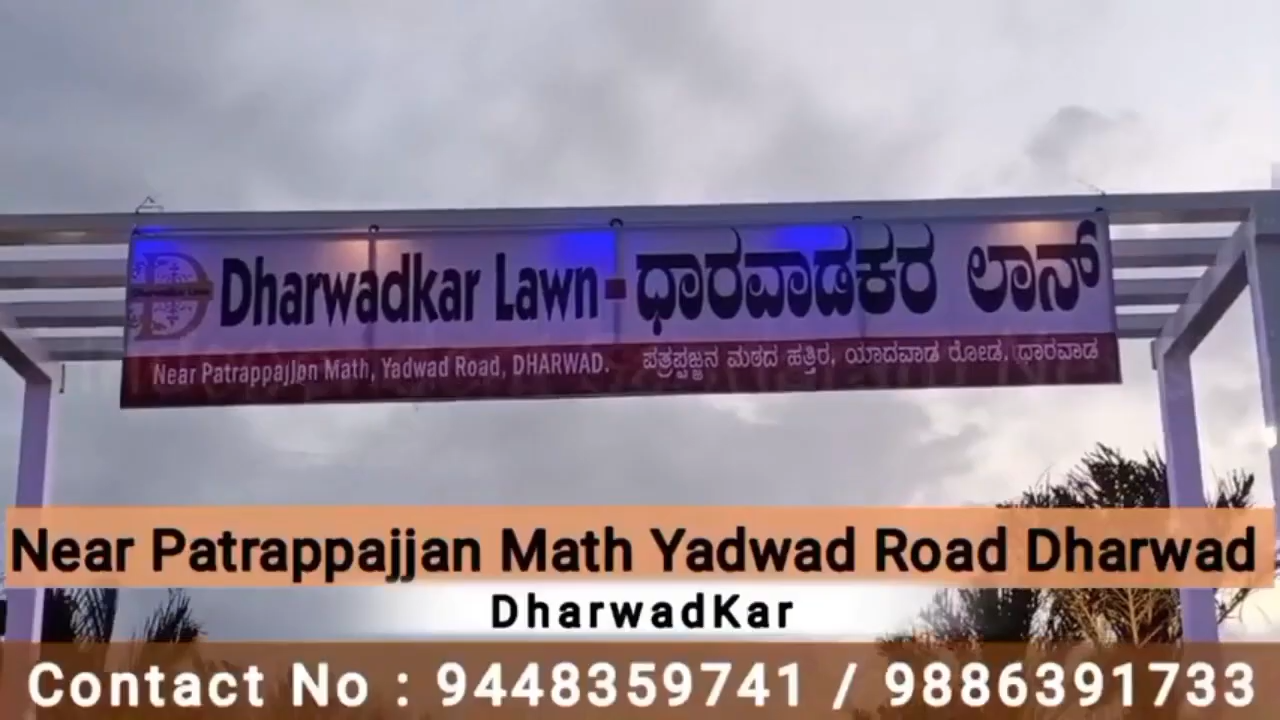 Dharwadkar Lawn - ಧಾರವಾಡಕರ ಲಾನ್
Near Patrappajjan Math, Yadwad Road, DHARWAD. ಪತ್ರಪ್ಪಜ್ಜನ ಮಠದ ಹತ್ತಿರ, ಯಾದವಾಡ ರೋಡ, ಧಾರವಾಡ
Near Patrappajjan Math Yadwad Road Dharwad
DharwadKar
Contact No : 9448359741 / 9886391733